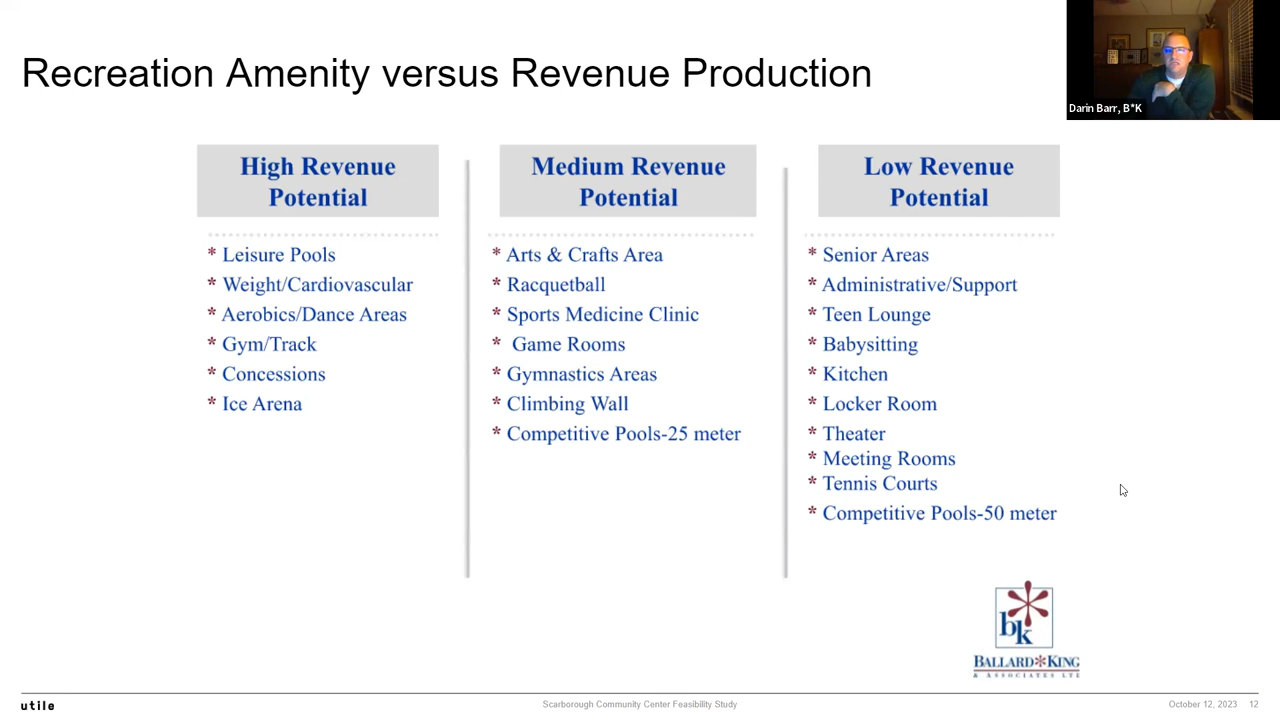 Recreation Amenity versus Revenue Production
Darin Barr, B*K
High Revenue
Potential
* Leisure Pools
* Weight/Cardiovascular
* Aerobics/Dance Areas
* Gym/Track
* Concessions
* Ice Arena
Medium Revenue
Potential
* Arts & Crafts Area
* Racquetball
* Sports Medicine Clinic
* Game Rooms
* Gymnastics Areas
* Climbing Wall
* Competitive Pools-25 meter
Low Revenue
Potential
* Senior Areas
* Administrative/Support
* Teen Lounge
* Babysitting
* Kitchen
* Locker Room
* Theater
* Meeting Rooms
* Tennis Courts
* Competitive Pools-50 meter
bk
BALLARD*KING
& ASSOCIATES LTD
utile
Scarborough Community Center Feasibility Study
October 12, 2023 12